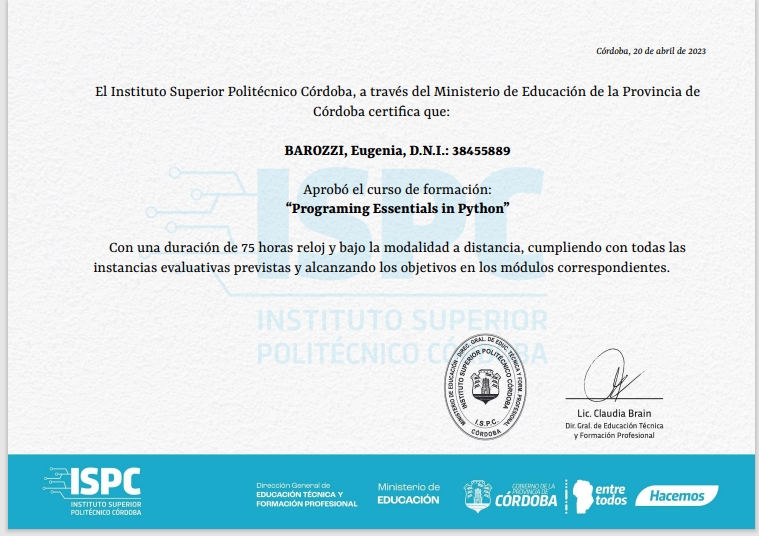 Córdoba, 20 de abril de 2023
El Instituto Superior Politécnico Córdoba, a través del Ministerio de Educación de la Provincia de
Córdoba certifica que:
BAROZZI, Eugenia, D.N.I.: 38455889
Aprobó el curso de formación:
“Programing Essentials in Python”
Con una duración de 75 horas reloj y bajo la modalidad a distancia, cumpliendo con todas las
instancias evaluativas previstas y alcanzando los objetivos en los módulos correspondientes.
ISPC
INSTITUTO SUPERIOR
POLITÉCNICO CÓRDOBA
MINISTERIO DE EDUCACIÓN - DIREC. GRAL. DE EDUC. TÉCNICA Y FORM. PROFESIONAL
INSTITUTO SUPERIOR POLITÉCNICO CÓRDOBA
I.S.P.C.
CÓRDOBA
Lic. Claudia Brain
Dir. Gral. de Educación Técnica
y Formación Profesional
ISPC
INSTITUTO SUPERIOR
POLITÉCNICO CÓRDOBA
Dirección General de
EDUCACIÓN TÉCNICA Y
FORMACIÓN PROFESIONAL
Ministerio de
EDUCACIÓN
GOBIERNO DE LA
PROVINCIA DE
CÓRDOBA
entre
todos
Hacemos